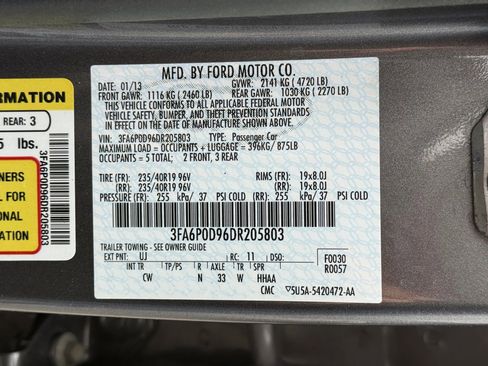 MFD. BY FORD MOTOR CO.
01/13 GVWR: 2141 KG ( 4720 LB)
FRONT GAWR: 1116 KG ( 2460 LB) REAR GAWR: 1030 KG ( 2270 LB)
THIS VEHICLE CONFORMS TO ALL APPLICABLE FEDERAL MOTOR
VEHICLE SAFETY, BUMPER, AND THEFT PREVENTION STANDARDS
IN EFFECT ON THE DATE OF MANUFACTURE SHOWN ABOVE
VIN: 3FA6P0D96DR205803 TYPE: Passenger Car
MAXIMUM LOAD = OCCUPANTS + LUGGAGE = 396KG/ 875LB
OCCUPANTS = 5 TOTAL; 2 FRONT, 3 REAR
TIRE (FR): 235/40R19 96V RIMS (FR): 19x8.0J
(RR): 235/40R19 96V (RR): 19x8.0J
PRESSURE (FR): 255 kPa/ 37 PSI COLD (RR): 255 kPa/ 37 PSI COLD
3FA6P0D96DR205803
TRAILER TOWING - SEE OWNER GUIDE
EXT PNT: UJ RC: 11 DSO: F0030
R0057
INT TR TP/PS R AXLE TR SPR
CW N 33 W HHAA
CMC 5U5A-5420472-AA
ORMATION
REAR: 3
5 lbs.
3FA6P0D96DR205803
NERS
FOR
ONAL
N